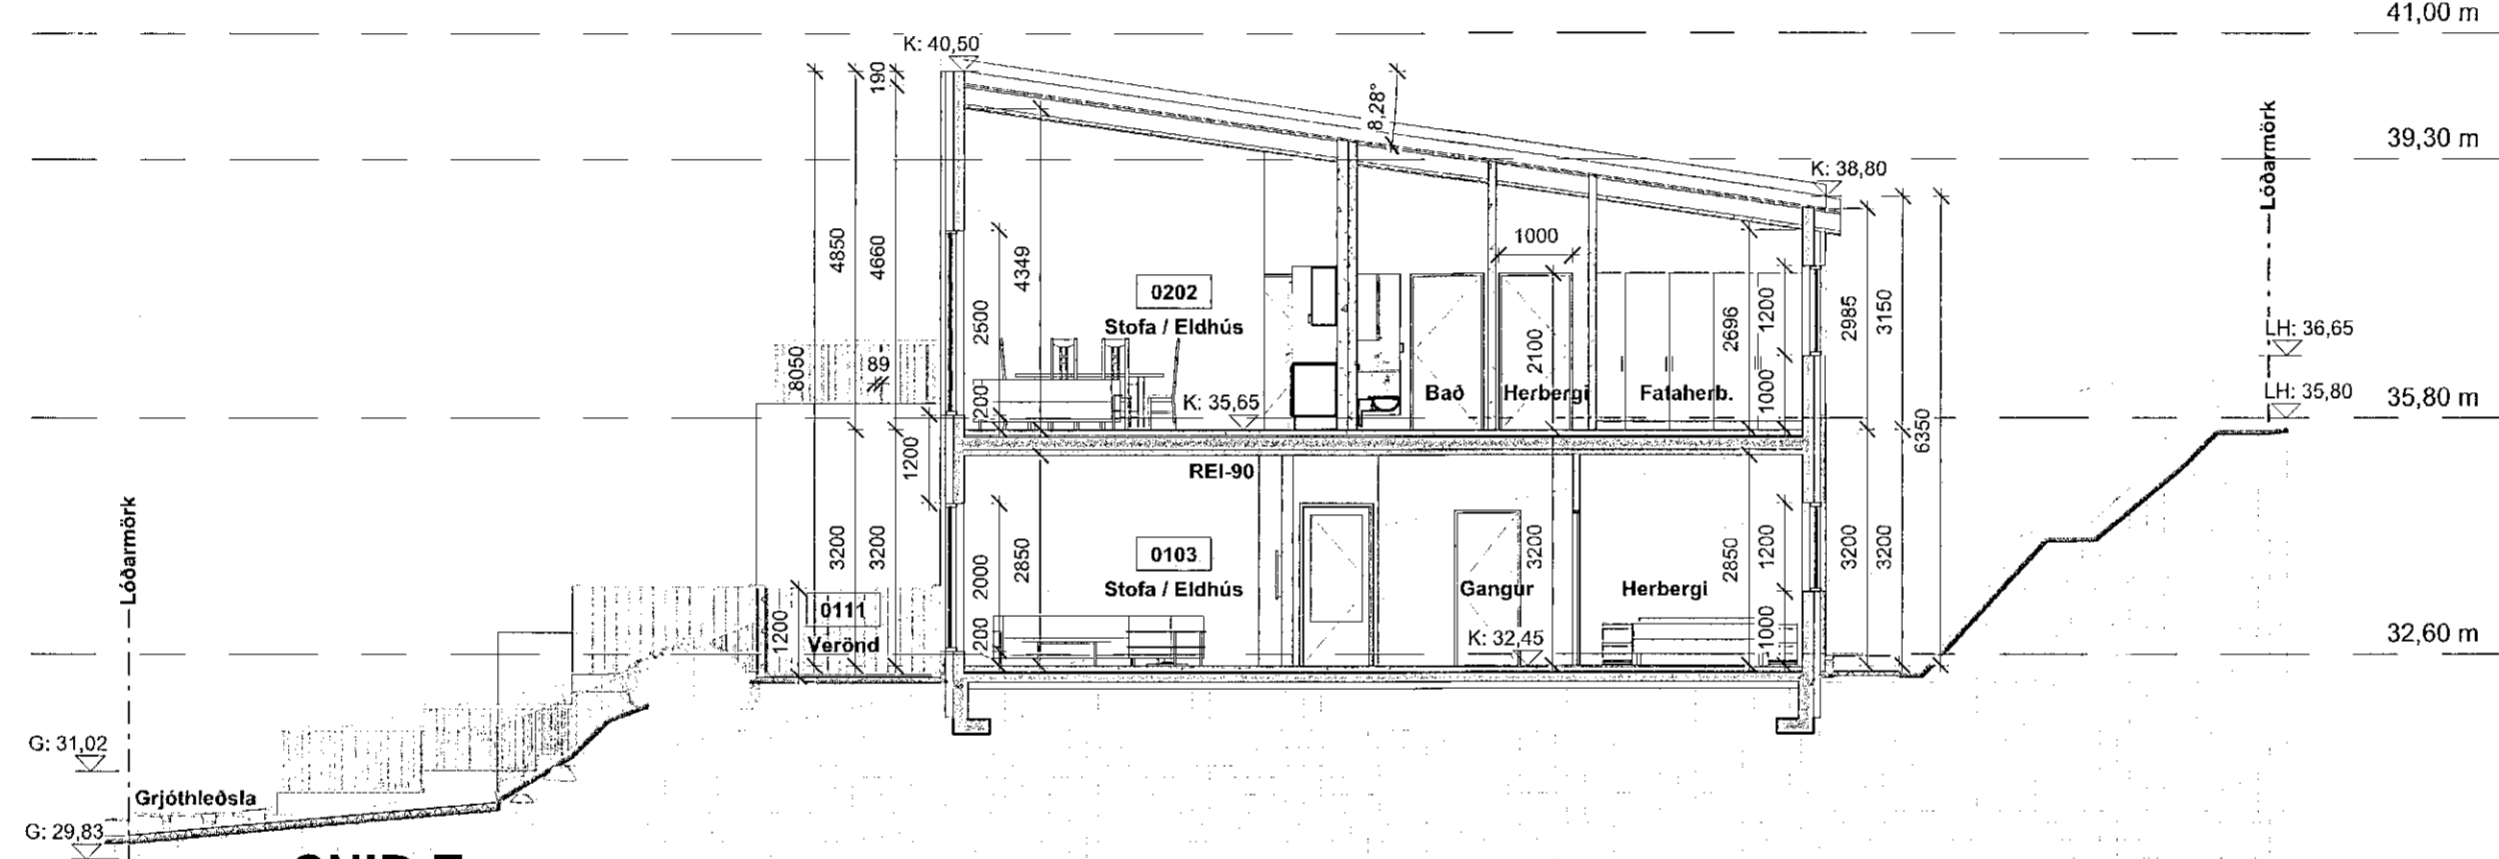 41,00 m
K: 40,50
190
8,28°
39,30 m
K: 38,80
Lóðarmörk
4850
4660
4349
1000
0202
Stofa / Eldhús
2500
2100
2696
1200
2985
3150
LH: 36,65
8050
89
200
K: 35,65
Bað
Herbergi
Fataherb.
1000
LH: 35,80
35,80 m
1200
REI-90
6350
Lóðarmörk
3200
3200
2000
2850
0103
Stofa / Eldhús
Gangur
3200
Herbergi
2850
1200
3200
3200
1200
0111
Verönd
200
K: 32,45
1000
32,60 m
G: 31,02
Grjóthleðsla
G: 29,83